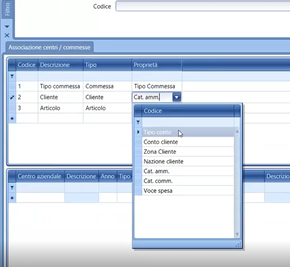 Filtri
Codice
Associazione centri / commesse
Codice Descrizione Tipo Proprietà
1 Tipo commessa Commessa Tipo Commessa
2 Cliente Cliente Cat. amm.
3 Articolo Articolo
Codice
Tipo conto
Conto cliente
Zona Cliente
Nazione cliente
Cat. amm.
Cat. comm.
Voce spesa
Centro aziendale Descrizione Anno Tipo Descrizione